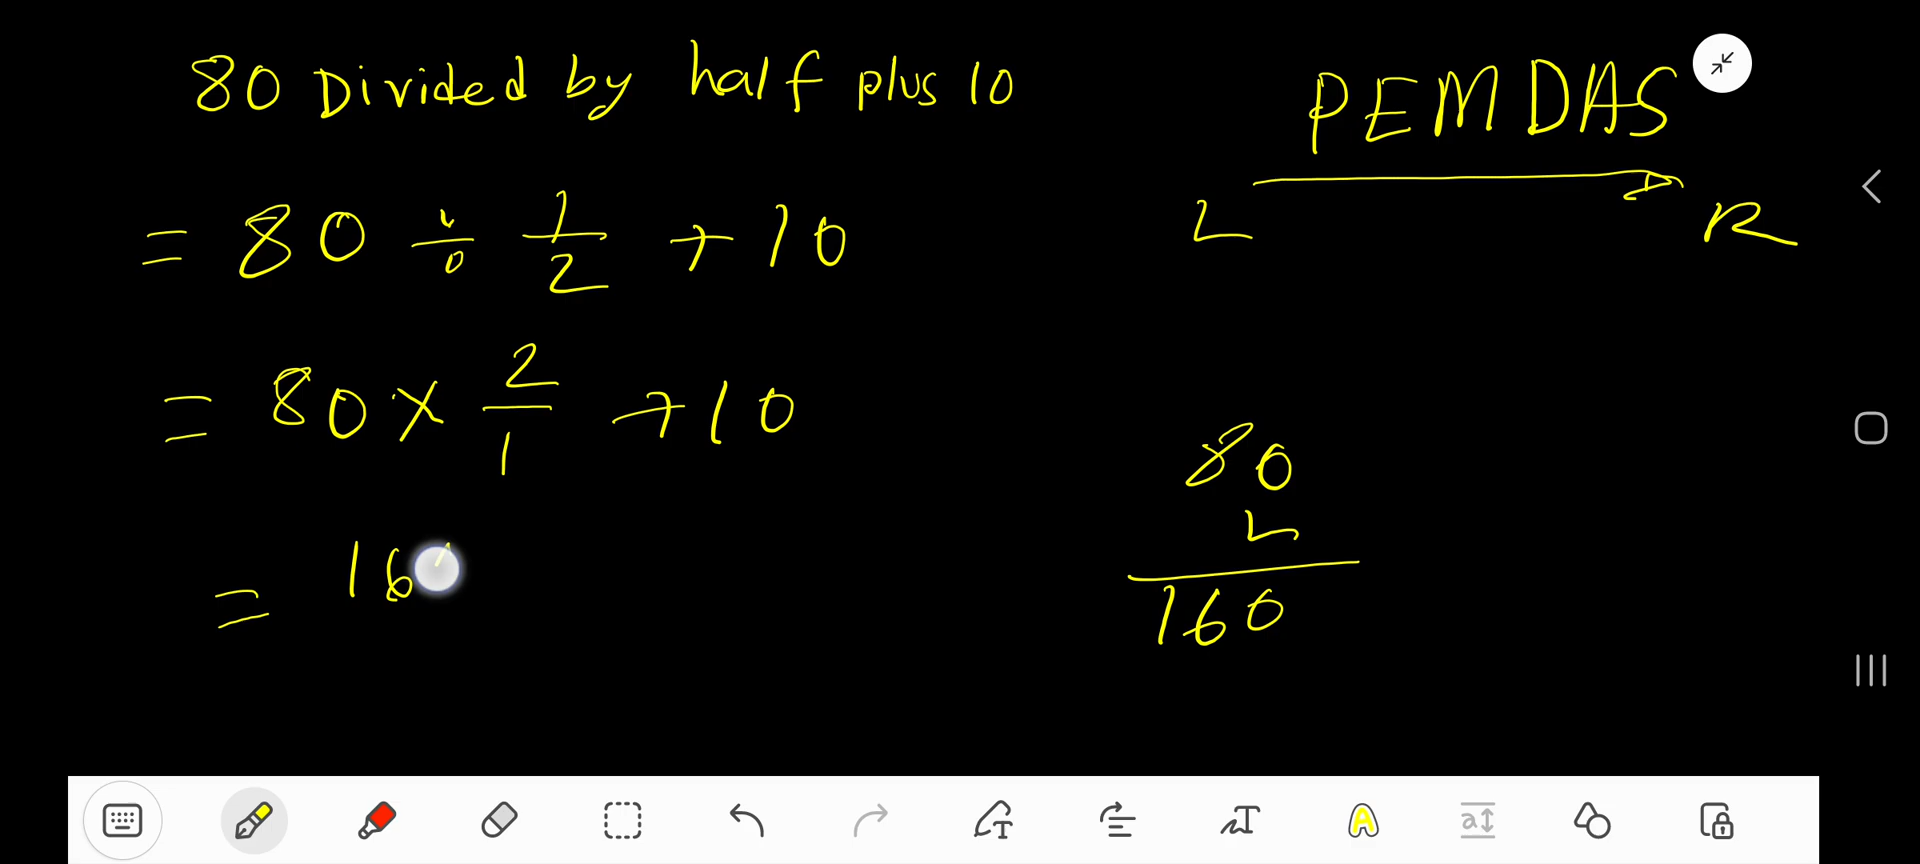 80 Divided by half plus 10
= 80 ÷ 1/2 + 10
= 80 × 2/1 + 10
= 16
PEMDAS
L R
80
2
160